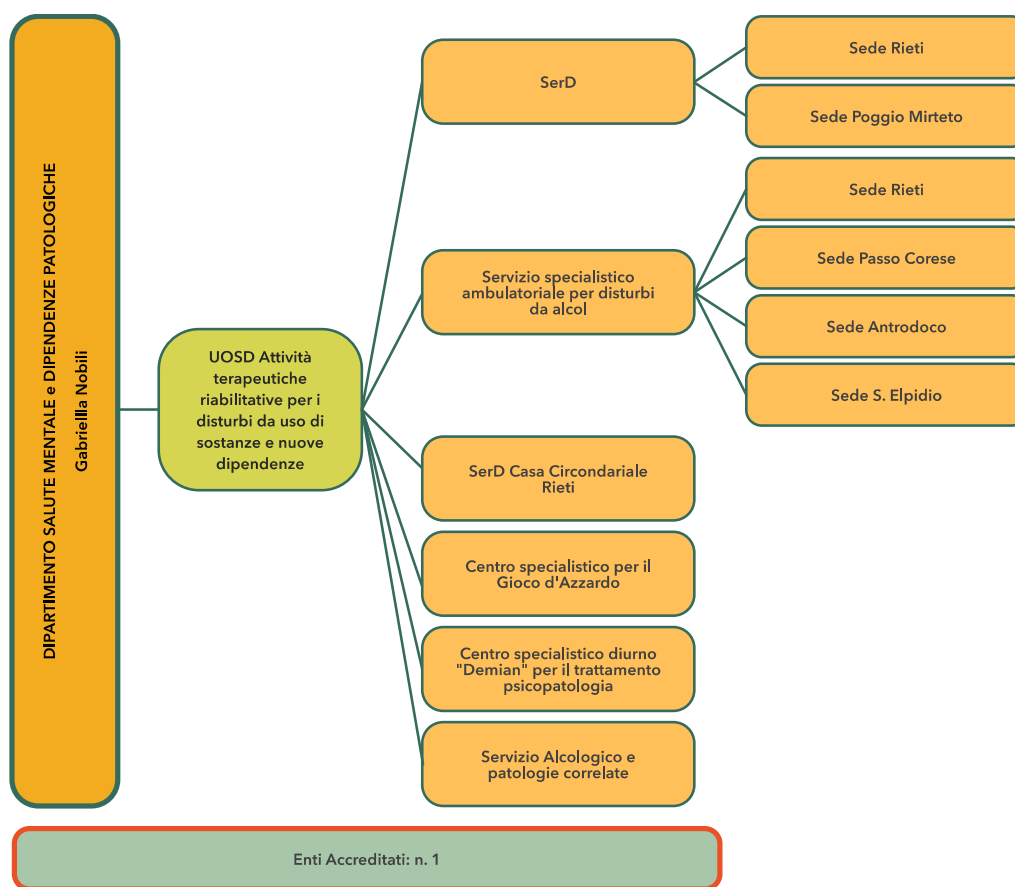 DIPARTIMENTO SALUTE MENTALE e DIPENDENZE PATOLOGICHE
Gabriellla Nobili
UOSD Attività
terapeutiche
riabilitative per i
disturbi da uso di
sostanze e nuove
dipendenze
SerD
Sede Rieti
Sede Poggio Mirteto
Servizio specialistico
ambulatoriale per disturbi
da alcol
Sede Rieti
Sede Passo Corese
Sede Antrodoco
Sede S. Elpidio
SerD Casa Circondariale
Rieti
Centro specialistico per il
Gioco d'Azzardo
Centro specialistico diurno
"Demian" per il trattamento
psicopatologia
Servizio Alcologico e
patologie correlate
Enti Accreditati: n. 1